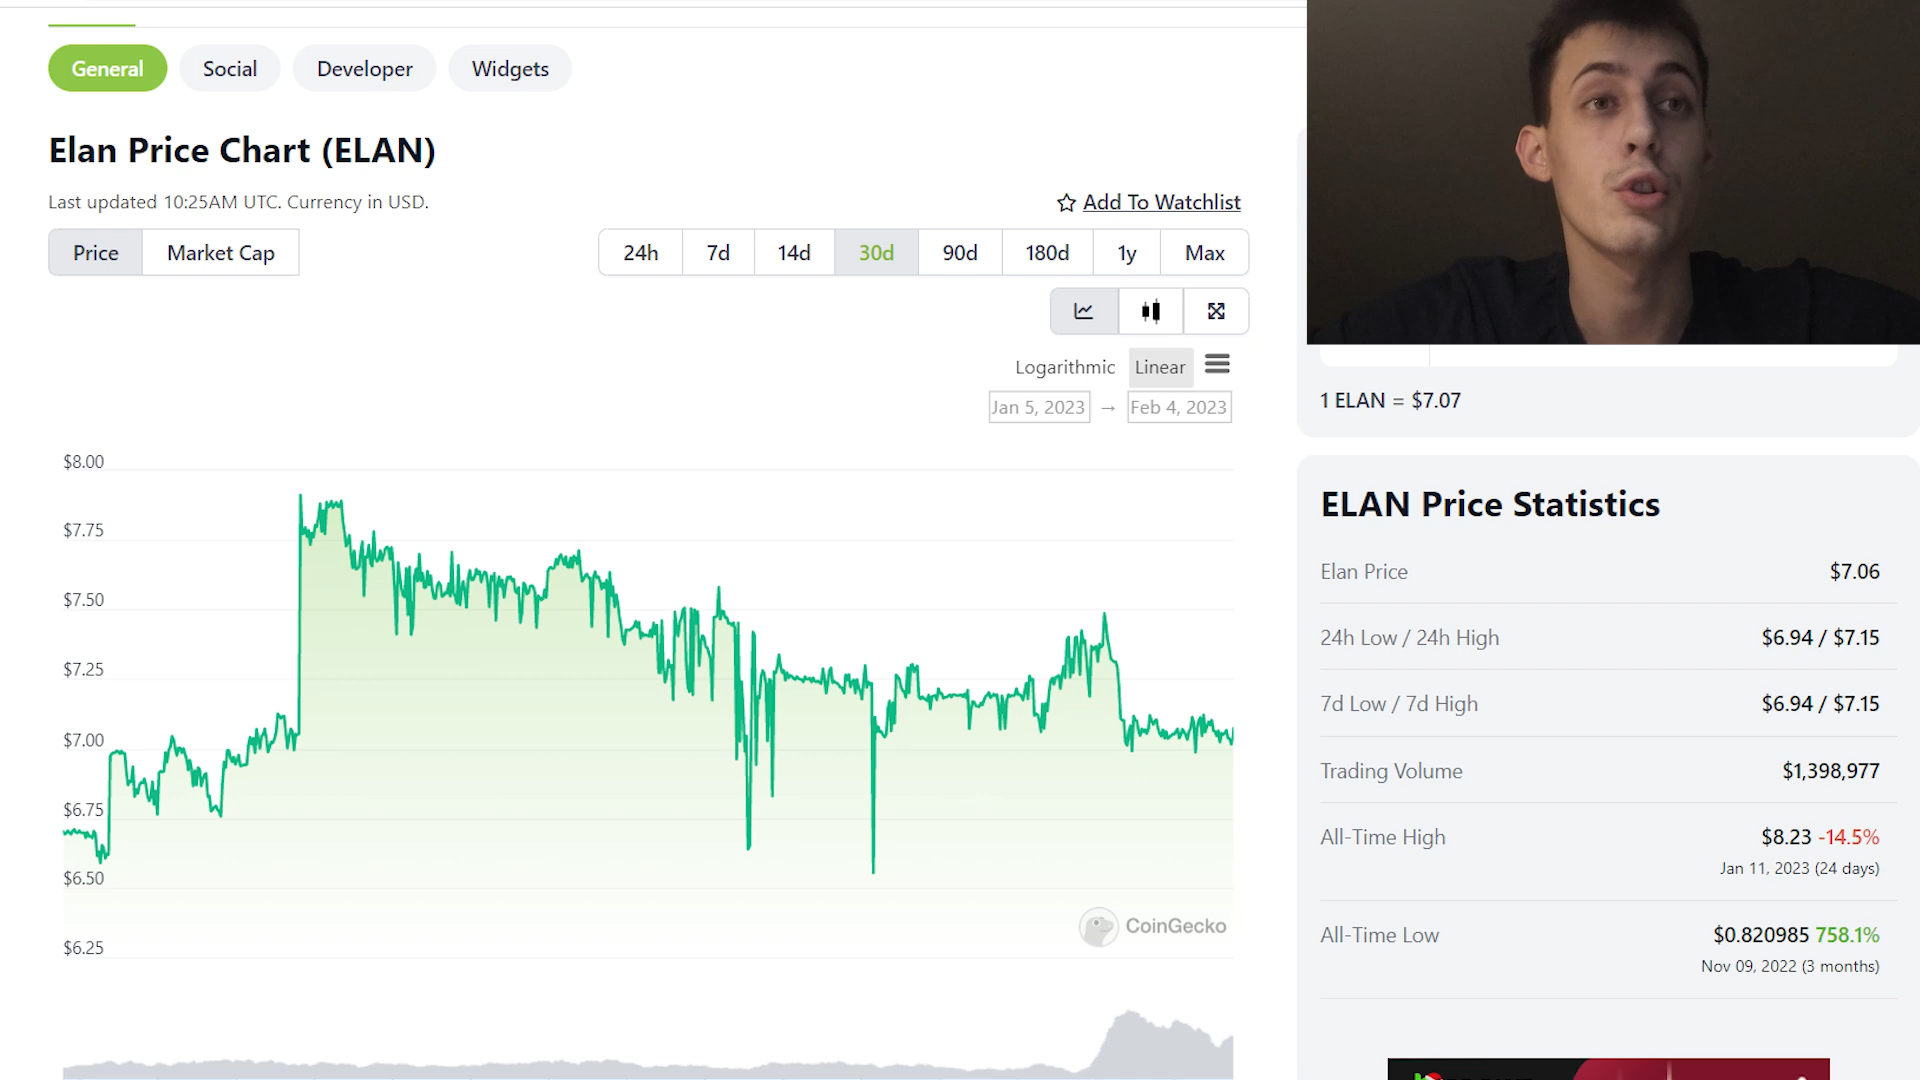 General
Social
Developer
Widgets
Elan Price Chart (ELAN)
Last updated 10:25AM UTC. Currency in USD.
Add To Watchlist
Price
Market Cap
24h
7d
14d
30d
90d
180d
1y
Max
Logarithmic
Linear
Jan 5, 2023 → Feb 4, 2023
$8.00
$7.75
$7.50
$7.25
$7.00
$6.75
$6.50
$6.25
CoinGecko
1 ELAN = $7.07
ELAN Price Statistics
Elan Price $7.06
24h Low / 24h High $6.94 / $7.15
7d Low / 7d High $6.94 / $7.15
Trading Volume $1,398,977
All-Time High $8.23 -14.5%
Jan 11, 2023 (24 days)
All-Time Low $0.820985 758.1%
Nov 09, 2022 (3 months)